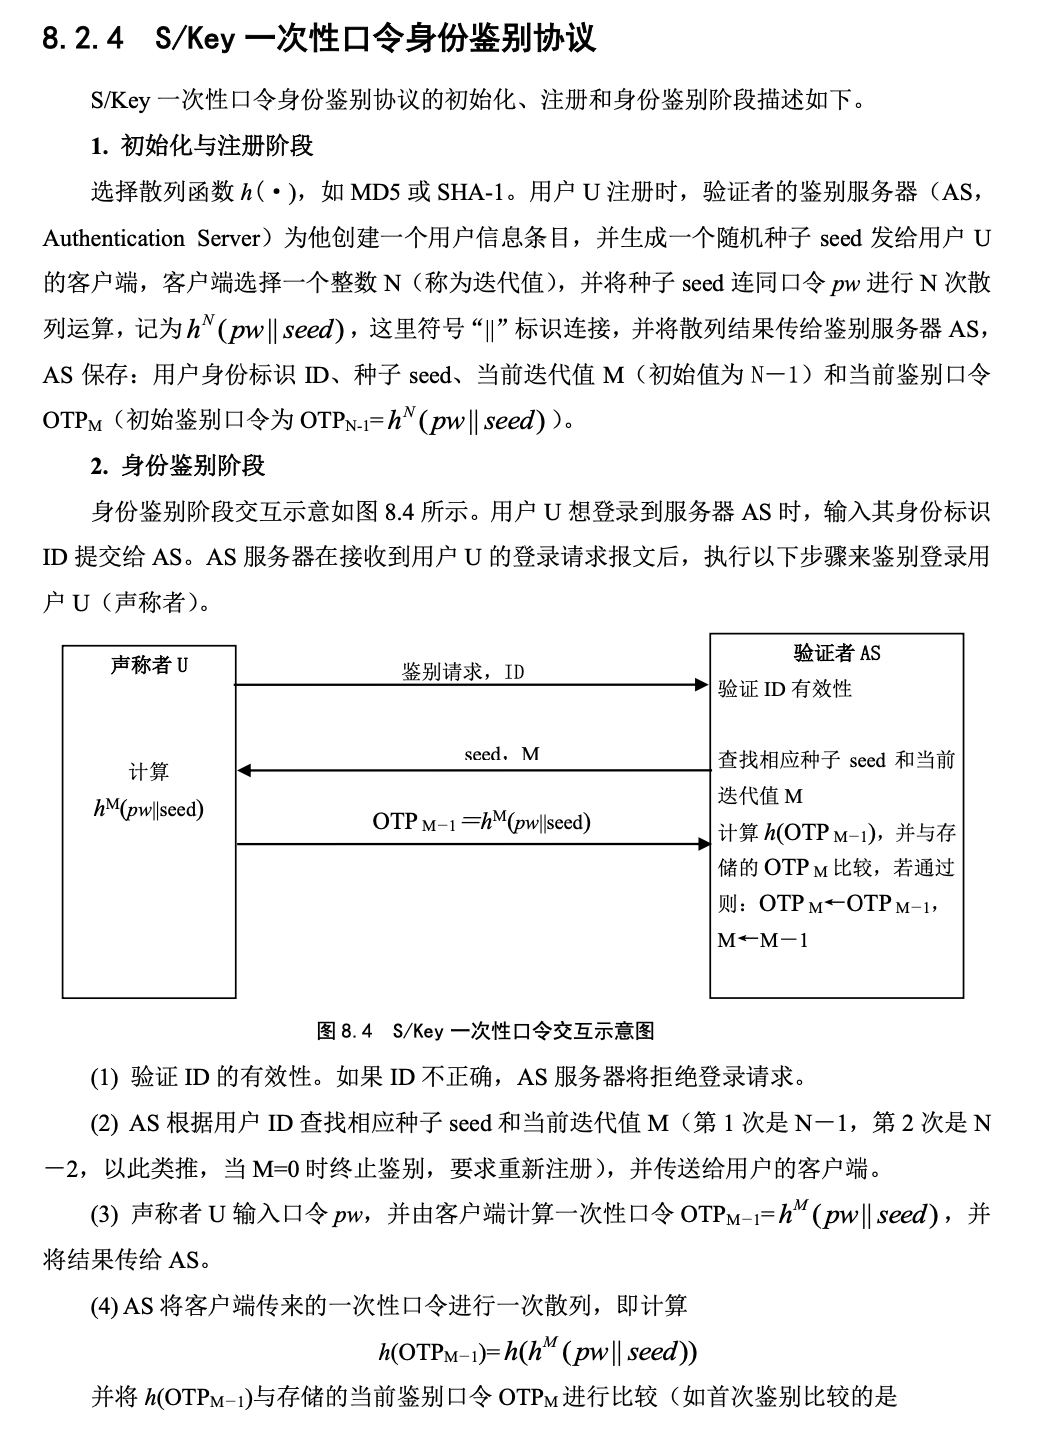 8.2.4 S/Key 一次性口令身份鉴别协议
S/Key 一次性口令身份鉴别协议的初始化、注册和身份鉴别阶段描述如下。
1. 初始化与注册阶段
选择散列函数 h(·)，如 MD5 或 SHA-1。用户 U 注册时，验证者的鉴别服务器（AS，
Authentication Server）为他创建一个用户信息条目，并生成一个随机种子 seed 发给用户 U
的客户端，客户端选择一个整数 N（称为迭代值），并将种子 seed 连同口令 pw 进行 N 次散
列运算，记为 h^N(pw||seed)，这里符号“||”标识连接，并将散列结果传给鉴别服务器 AS，
AS 保存：用户身份标识 ID、种子 seed、当前迭代值 M（初始值为 N－1）和当前鉴别口令
OTP_M（初始鉴别口令为 OTP_N-1=h^N(pw||seed)）。
2. 身份鉴别阶段
身份鉴别阶段交互示意如图 8.4 所示。用户 U 想登录到服务器 AS 时，输入其身份标识
ID 提交给 AS。AS 服务器在接收到用户 U 的登录请求报文后，执行以下步骤来鉴别登录用
户 U（声称者）。
声称者 U
鉴别请求，ID
验证者 AS
验证 ID 有效性
seed，M
查找相应种子 seed 和当前
迭代值 M
计算
h^M(pw||seed)
OTP_M－1＝h^M(pw||seed)
计算 h(OTP_M－1)，并与存
储的 OTP_M 比较，若通过
则：OTP_M←OTP_M－1，
M←M－1
图 8.4 S/Key 一次性口令交互示意图
(1) 验证 ID 的有效性。如果 ID 不正确，AS 服务器将拒绝登录请求。
(2) AS 根据用户 ID 查找相应种子 seed 和当前迭代值 M（第 1 次是 N－1，第 2 次是 N
－2，以此类推，当 M=0 时终止鉴别，要求重新注册），并传送给用户的客户端。
(3) 声称者 U 输入口令 pw，并由客户端计算一次性口令 OTP_M－1=h^M(pw||seed)，并
将结果传给 AS。
(4) AS 将客户端传来的一次性口令进行一次散列，即计算
h(OTP_M－1)=h(h^M(pw||seed))
并将 h(OTP_M－1)与存储的当前鉴别口令 OTP_M 进行比较（如首次鉴别比较的是